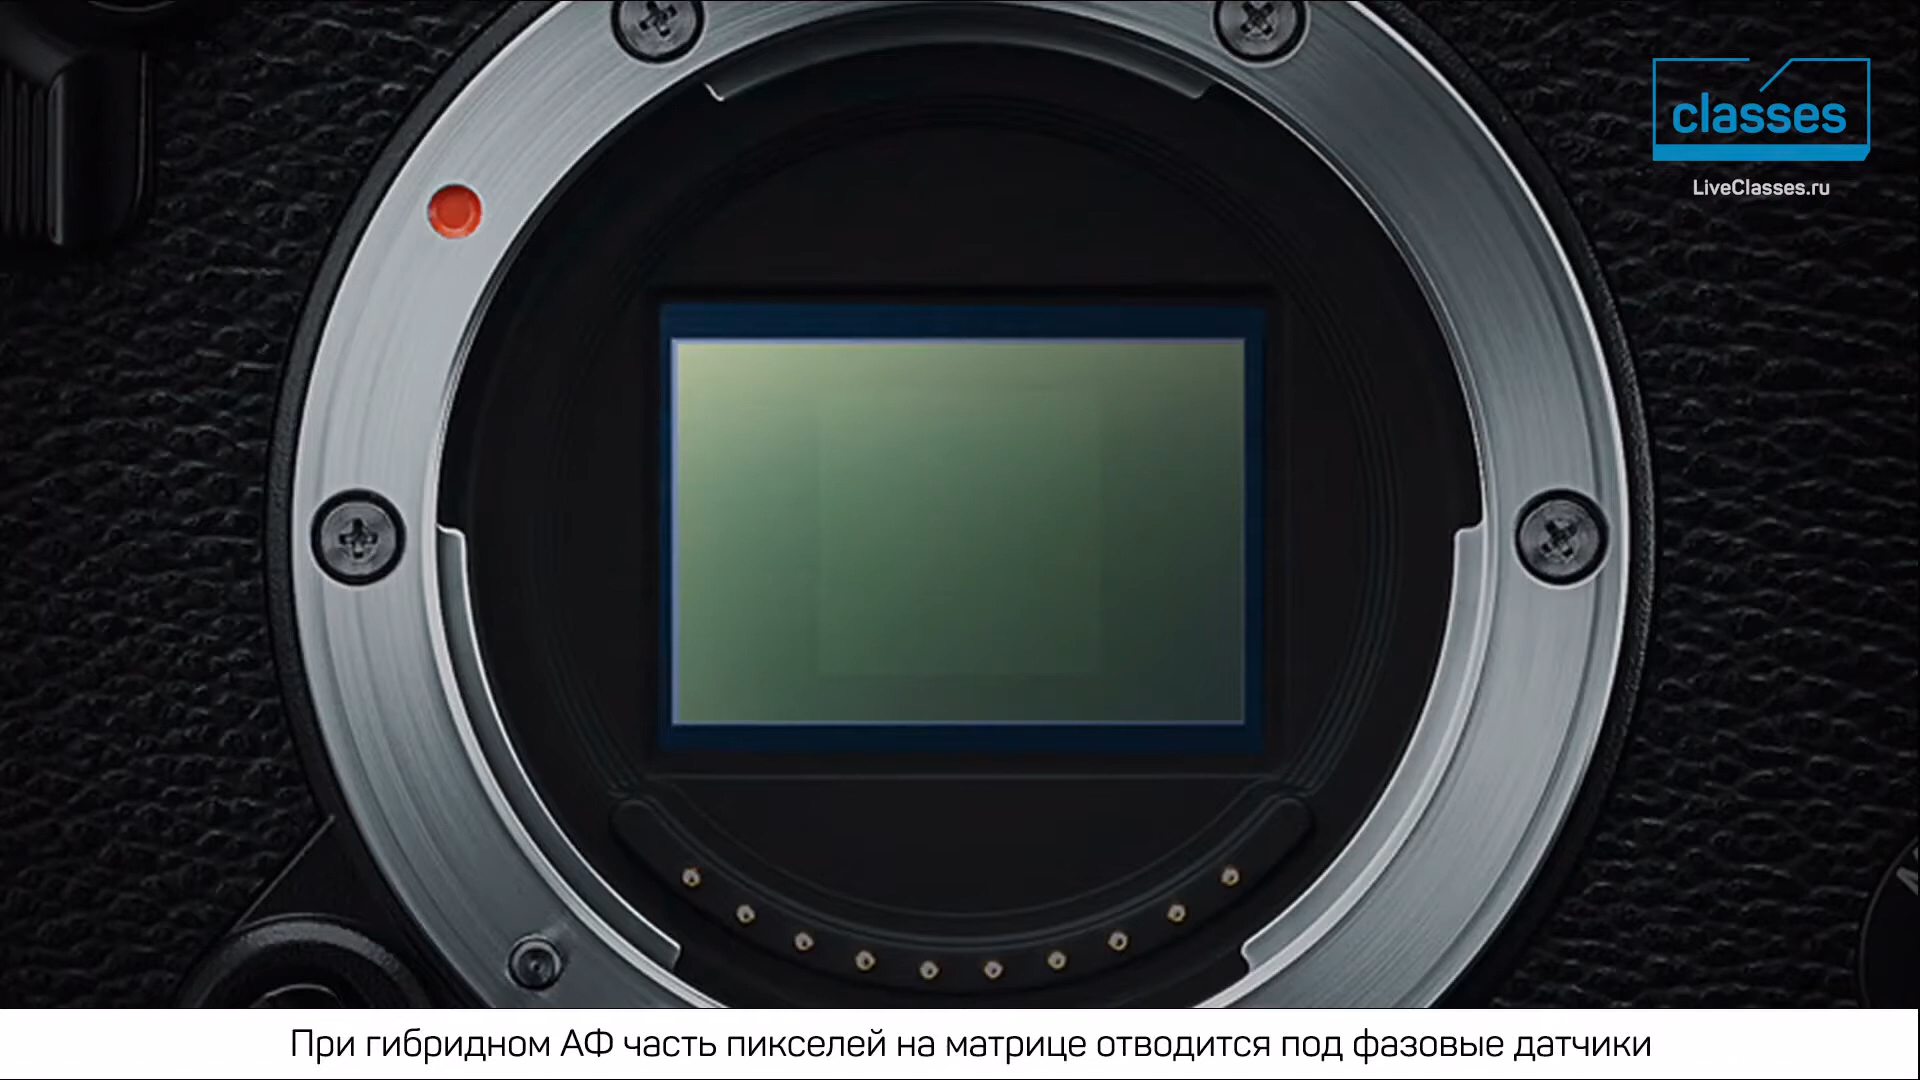 classes
LiveClasses.ru
При гибридном АФ часть пикселей на матрице отводится под фазовые датчики